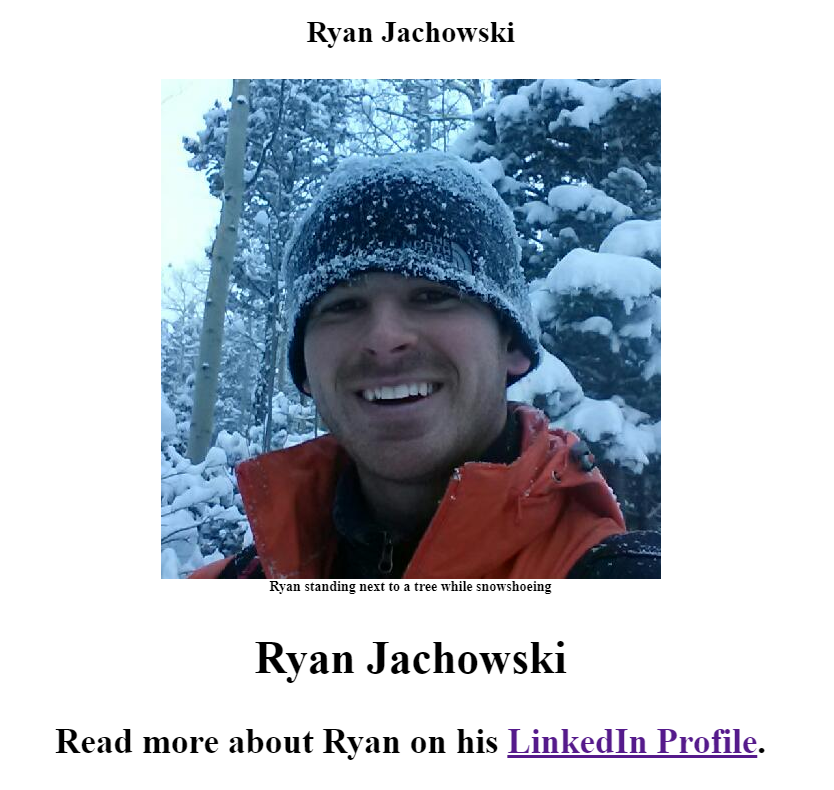 Ryan Jachowski
NORTH
Ryan standing next to a tree while snowshoeing
Ryan Jachowski
Read more about Ryan on his LinkedIn Profile.